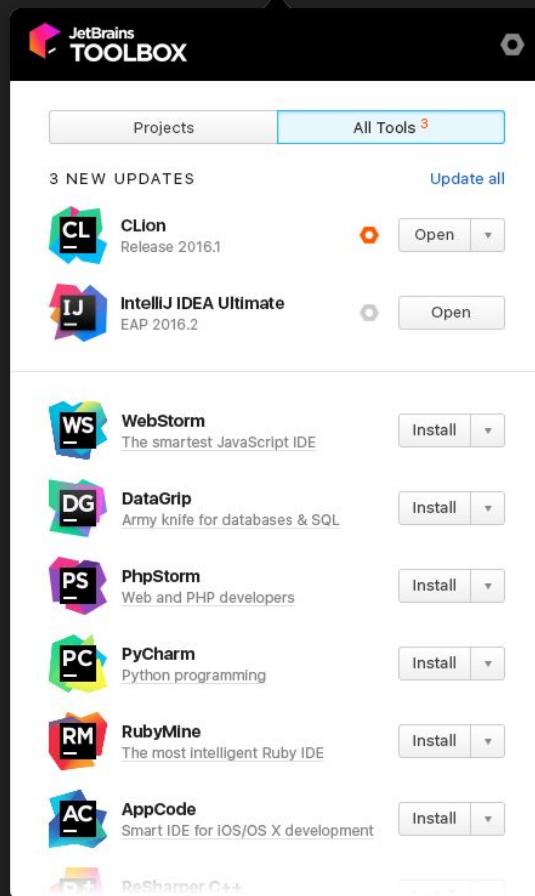 JetBrains
TOOLBOX
Projects
All Tools 3
3 NEW UPDATES
Update all
CL
CLion
Release 2016.1
Open
IJ
IntelliJ IDEA Ultimate
EAP 2016.2
Open
WS
WebStorm
The smartest JavaScript IDE
Install
DG
DataGrip
Army knife for databases & SQL
Install
PS
PhpStorm
Web and PHP developers
Install
PC
PyCharm
Python programming
Install
RM
RubyMine
The most intelligent Ruby IDE
Install
AC
AppCode
Smart IDE for iOS/OS X development
Install
ReSharper C++